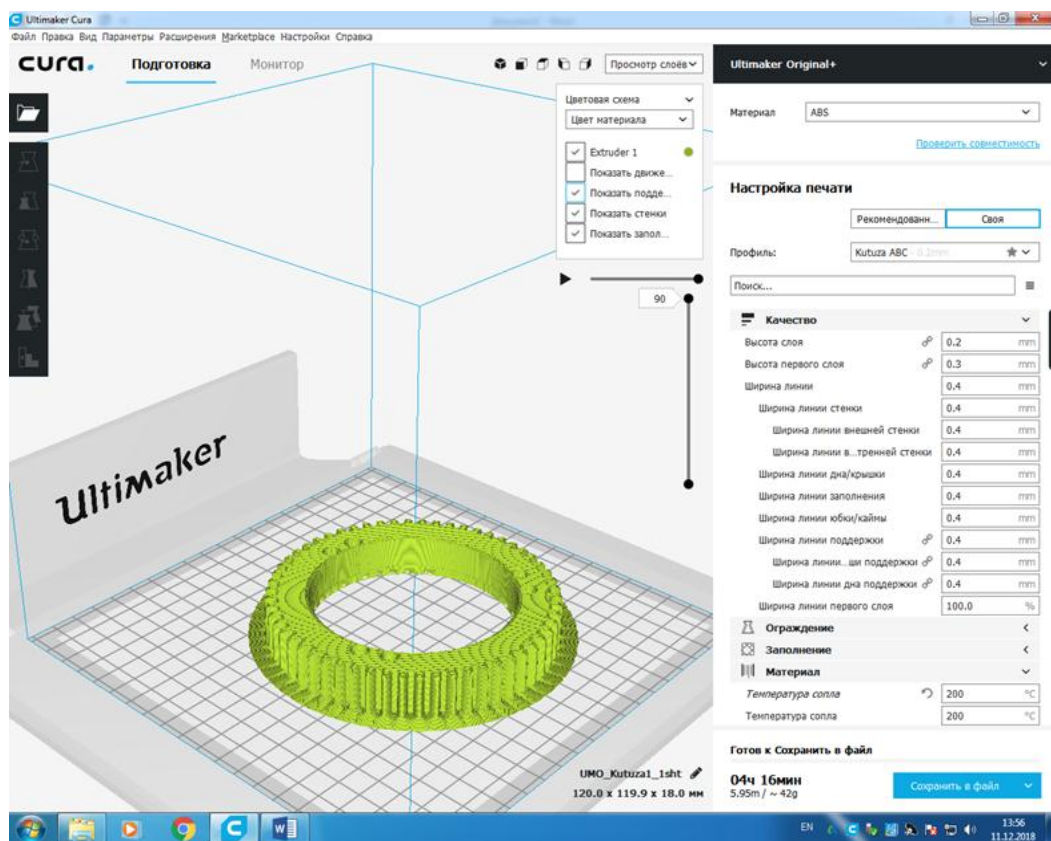 Ultimaker Cura
Файл Правка Вид Параметры Расширения Marketplace Настройки Справка
cura.
Подготовка
Монитор
Просмотр слоёв
Цветовая схема
Цвет материала
Extruder 1
Показать движе...
Показать подде...
Показать стенки
Показать запол...
90
Ultimaker
UMO_Kutuza1_1sht
120.0 x 119.9 x 18.0 мм
Ultimaker Original+
Материал ABS
Проверить совместимость
Настройка печати
Рекомендованн... Своя
Профиль: Kutuza ABC - 0.2mm
Поиск...
Качество
Высота слоя 0.2 mm
Высота первого слоя 0.3 mm
Ширина линии 0.4 mm
Ширина линии стенки 0.4 mm
Ширина линии внешней стенки 0.4 mm
Ширина линии в...тренней стенки 0.4 mm
Ширина линии дна/крышки 0.4 mm
Ширина линии заполнения 0.4 mm
Ширина линии юбки/каймы 0.4 mm
Ширина линии поддержки 0.4 mm
Ширина линии...ши поддержки 0.4 mm
Ширина линии дна поддержки 0.4 mm
Ширина линии первого слоя 100.0 %
Ограждение
Заполнение
Материал
Температура сопла 200 °C
Температура сопла 200 °C
Готов к Сохранить в файл
04ч 16мин
5.95m / ~ 42g
Сохранить в файл
EN
13:56
11.12.2018